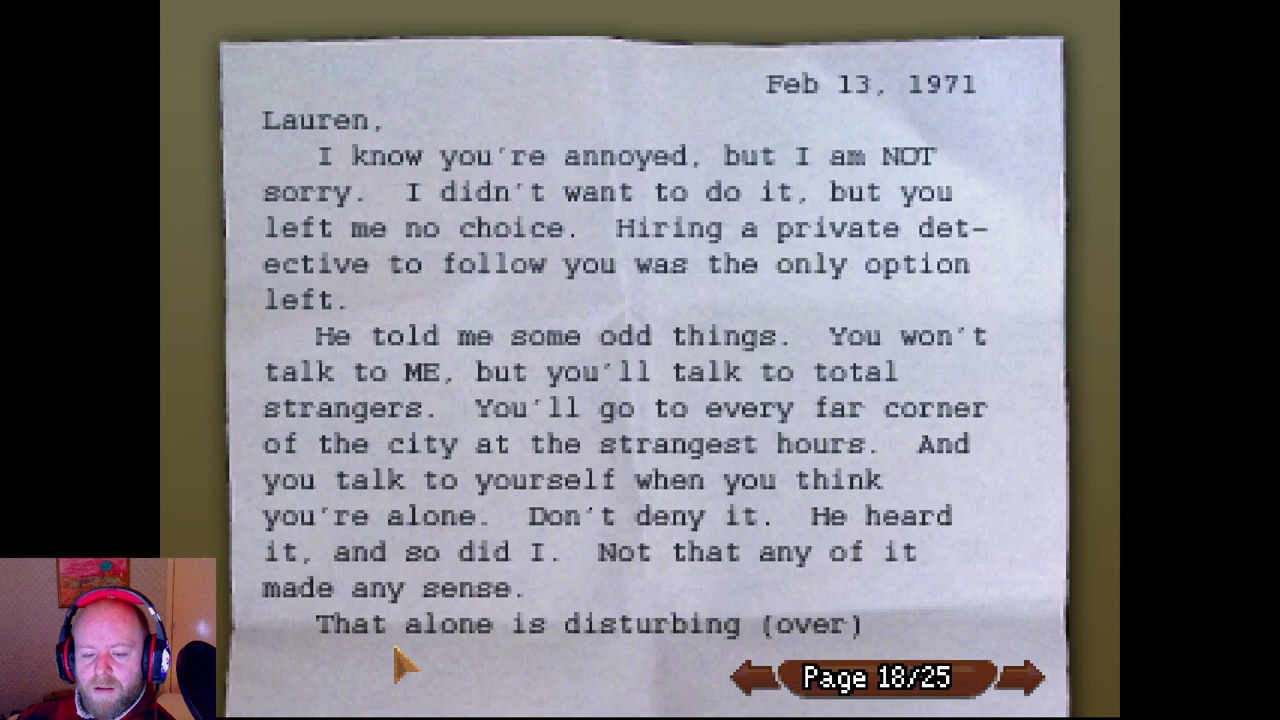 Feb 13, 1971
Lauren,
I know you're annoyed, but I am NOT
sorry. I didn't want to do it, but you
left me no choice. Hiring a private det-
ective to follow you was the only option
left.
He told me some odd things. You won't
talk to ME, but you'll talk to total
strangers. You'll go to every far corner
of the city at the strangest hours. And
you talk to yourself when you think
you're alone. Don't deny it. He heard
it, and so did I. Not that any of it
made any sense.
That alone is disturbing (over)
Page 18/25